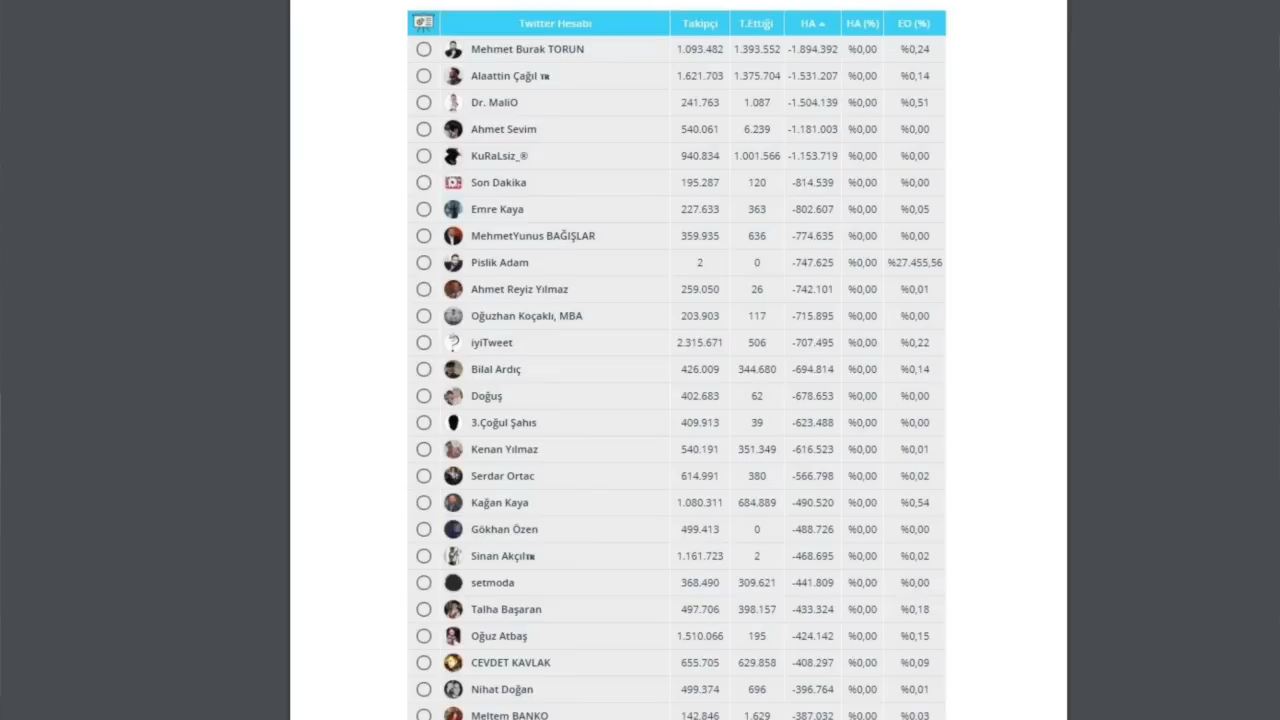 Twitter Hesabı Takipçi T.Ettiği HA HA (%) EO (%)
Mehmet Burak TORUN 1.093.482 1.393.552 -1.894.392 %0,00 %0,24
Alaattin Çağıl TR 1.621.703 1.375.704 -1.531.207 %0,00 %0,14
Dr. MaliO 241.763 1.087 -1.504.139 %0,00 %0,51
Ahmet Sevim 540.061 6.239 -1.181.003 %0,00 %0,00
KuRaLsiz_® 940.834 1.001.566 -1.153.719 %0,00 %0,00
Son Dakika 195.287 120 -814.539 %0,00 %0,00
Emre Kaya 227.633 363 -802.607 %0,00 %0,05
MehmetYunus BAĞIŞLAR 359.935 636 -774.635 %0,00 %0,00
Pislik Adam 2 0 -747.625 %0,00 %27.455,56
Ahmet Reyiz Yılmaz 259.050 26 -742.101 %0,00 %0,01
Oğuzhan Koçaklı, MBA 203.903 117 -715.895 %0,00 %0,00
iyiTweet 2.315.671 506 -707.495 %0,00 %0,22
Bilal Ardıç 426.009 344.680 -694.814 %0,00 %0,14
Doğuş 402.683 62 -678.653 %0,00 %0,00
3.Çoğul Şahıs 409.913 39 -623.488 %0,00 %0,00
Kenan Yılmaz 540.191 351.349 -616.523 %0,00 %0,01
Serdar Ortac 614.991 380 -566.798 %0,00 %0,02
Kağan Kaya 1.080.311 684.889 -490.520 %0,00 %0,54
Gökhan Özen 499.413 0 -488.726 %0,00 %0,00
Sinan AkçılTR 1.161.723 2 -468.695 %0,00 %0,02
setmoda 368.490 309.621 -441.809 %0,00 %0,00
Talha Başaran 497.706 398.157 -433.324 %0,00 %0,18
Oğuz Atbaş 1.510.066 195 -424.142 %0,00 %0,15
CEVDET KAVLAK 655.705 629.858 -408.297 %0,00 %0,09
Nihat Doğan 499.374 696 -396.764 %0,00 %0,01
Meltem BANKO 142.846 1.629 -387.032 %0,00 %0,03